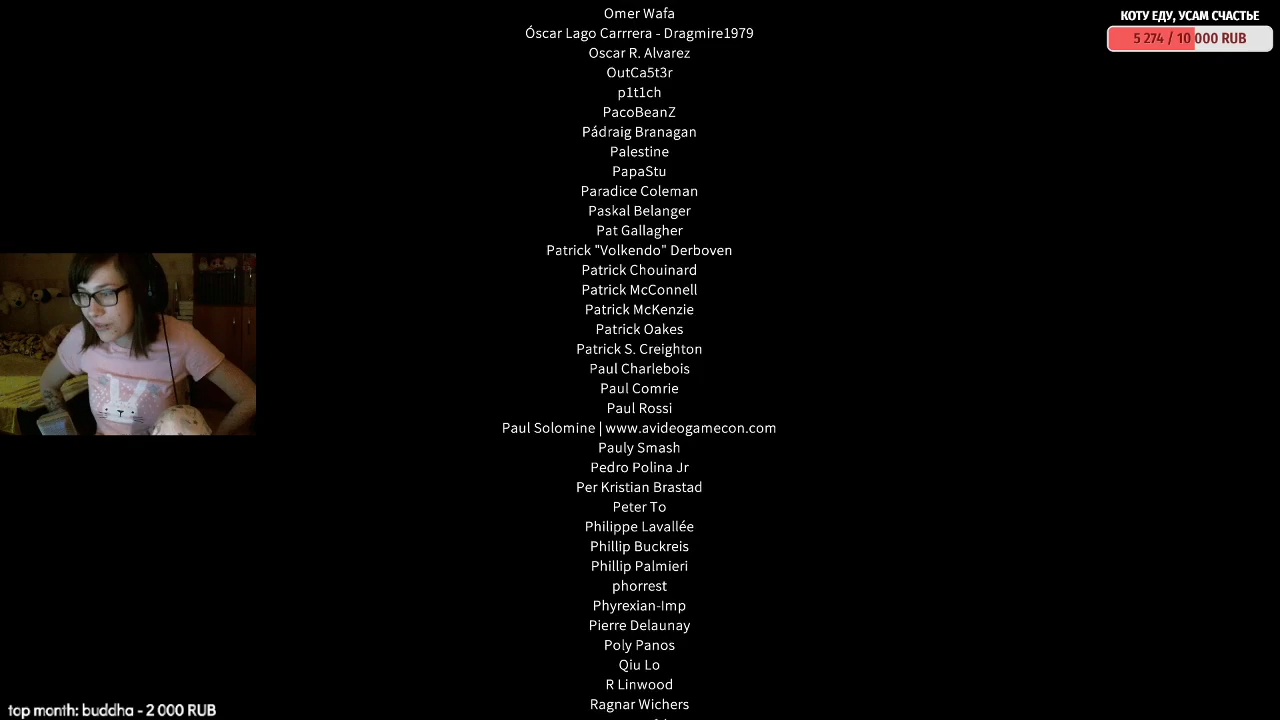 Omer Wafa
Óscar Lago Carrrera - Dragmire1979
Oscar R. Alvarez
OutCa5t3r
p1t1ch
PacoBeanZ
Pádraig Branagan
Palestine
PapaStu
Paradice Coleman
Paskal Belanger
Pat Gallagher
Patrick "Volkendo" Derboven
Patrick Chouinard
Patrick McConnell
Patrick McKenzie
Patrick Oakes
Patrick S. Creighton
Paul Charlebois
Paul Comrie
Paul Rossi
Paul Solomine | www.avideogamecon.com
Pauly Smash
Pedro Polina Jr
Per Kristian Brastad
Peter To
Philippe Lavallée
Phillip Buckreis
Phillip Palmieri
phorrest
Phyrexian-Imp
Pierre Delaunay
Poly Panos
Qiu Lo
R Linwood
Ragnar Wichers
КОТУ ЕДУ, УСАМ СЧАСТЬЕ
5 274 / 10 000 RUB
top month: buddha - 2 000 RUB